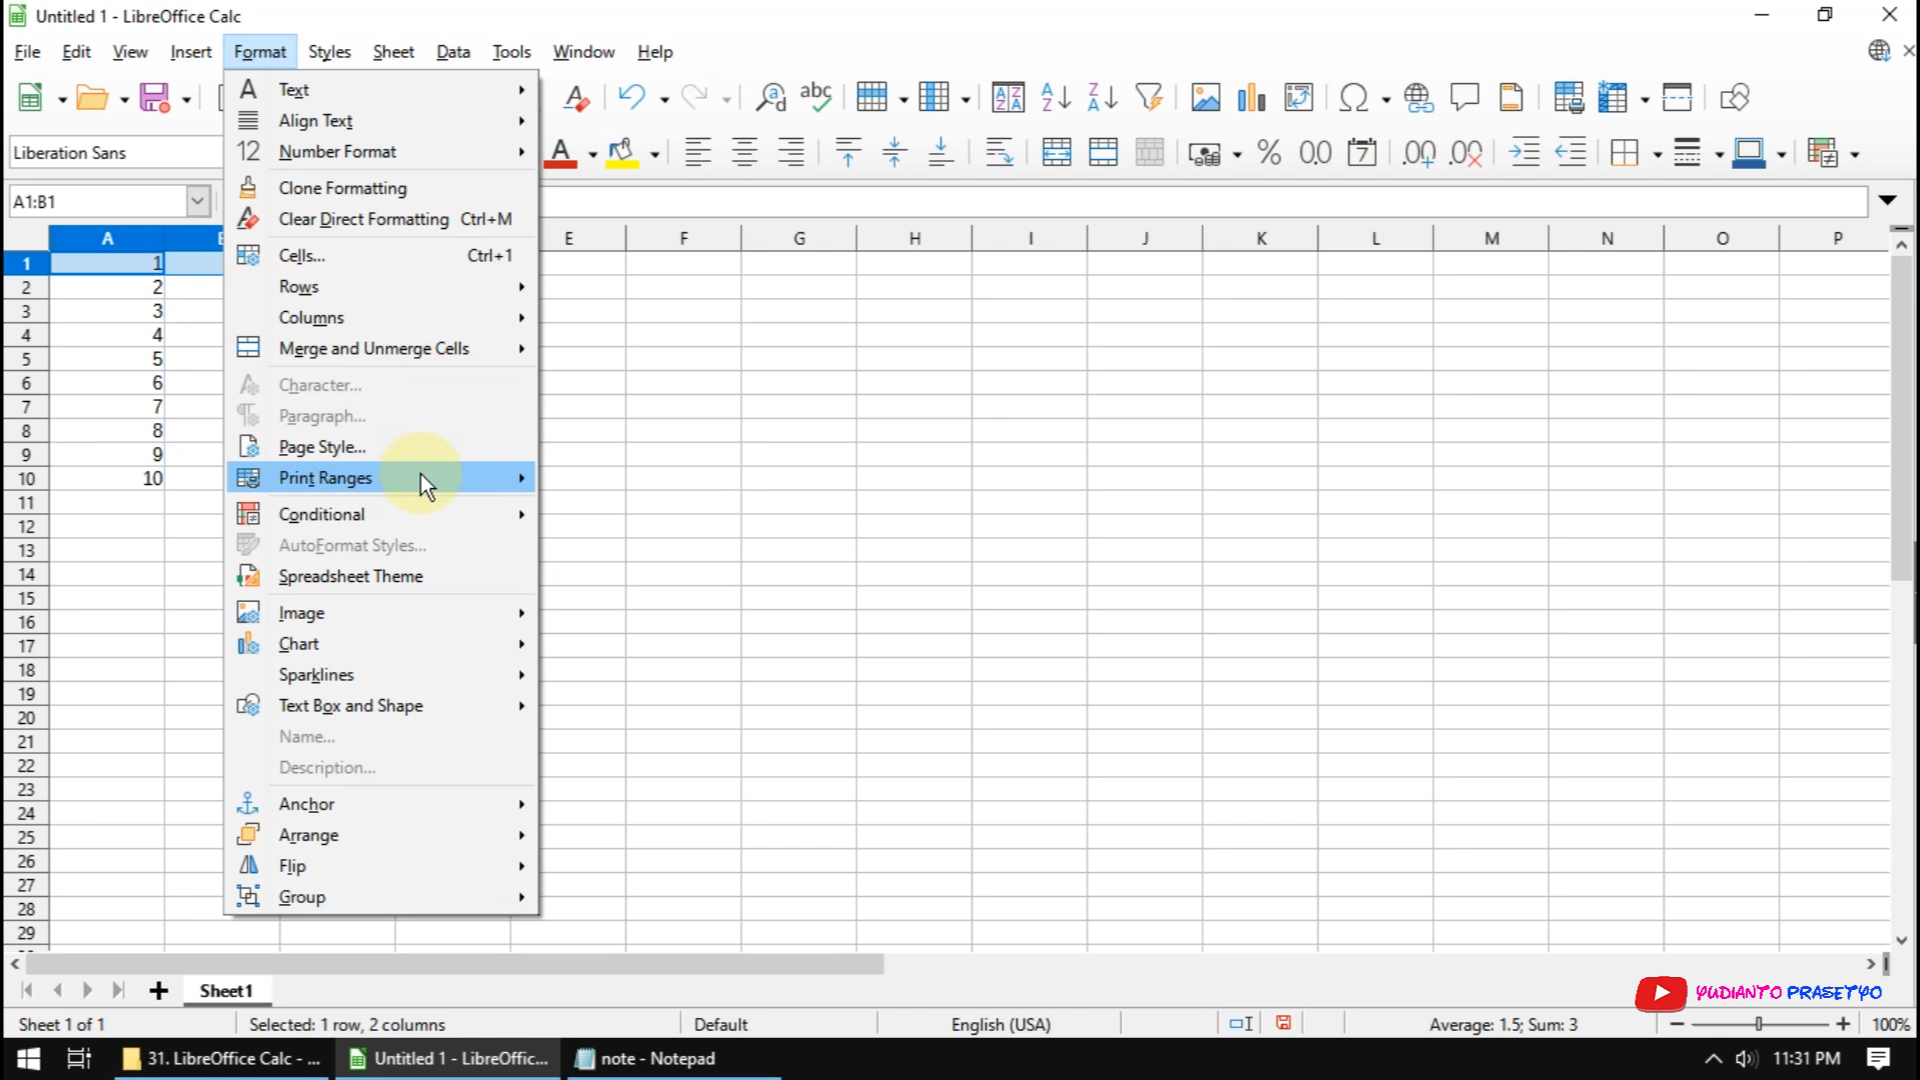 Untitled 1 - LibreOffice Calc
File Edit View Insert Format Styles Sheet Data Tools Window Help
Liberation Sans
A1:B1
A E F G H I J K L M N O P
1 1
2 2
3 3
4 4
5 5
6 6
7 7
8 8
9 9
10 10
11
12
13
14
15
16
17
18
19
20
21
22
23
24
25
26
27
28
29
Text
Align Text
Number Format
Clone Formatting
Clear Direct Formatting Ctrl+M
Cells... Ctrl+1
Rows
Columns
Merge and Unmerge Cells
Character...
Paragraph...
Page Style...
Print Ranges
Conditional
AutoFormat Styles...
Spreadsheet Theme
Image
Chart
Sparklines
Text Box and Shape
Name...
Description...
Anchor
Arrange
Flip
Group
Sheet1
YUDIANTO PRASETYO
Sheet 1 of 1 Selected: 1 row, 2 columns Default English (USA) Average: 1.5; Sum: 3 100%
31. LibreOffice Calc - ... Untitled 1 - LibreOffic... note - Notepad 11:31 PM